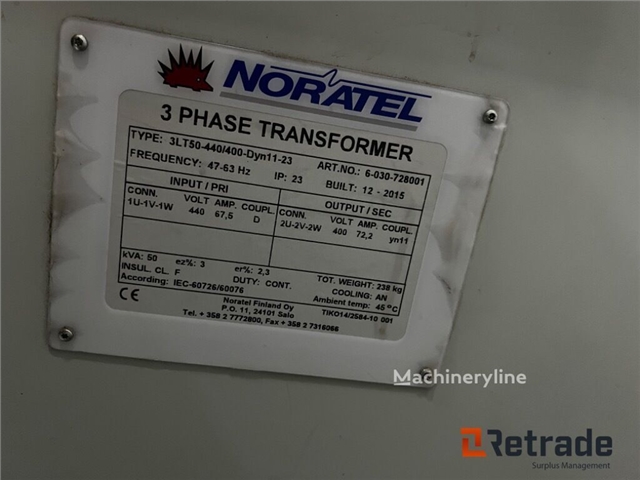 NORATEL
3 PHASE TRANSFORMER
TYPE: 3LT50-440/400-Dyn11-23
ART.NO.: 6-030-728001
FREQUENCY: 47-63 Hz IP: 23 BUILT: 12 - 2015
INPUT / PRI OUTPUT / SEC
CONN. VOLT AMP. COUPL. CONN. VOLT AMP. COUPL.
1U-1V-1W 440 67,5 D 2U-2V-2W 400 72,2 yn11
kVA: 50 ez%: 3 er%: 2,3 TOT. WEIGHT: 238 kg
INSUL. CL. F DUTY: CONT. COOLING: AN
According: IEC-60726/60076 Ambient temp: 45°C
CE Noratel Finland Oy TIKO14/2584-10 001
P.O. 11, 24101 Salo
Tel. + 358 2 7772800, Fax + 358 2 7316066
Machineryline
Retrade
Surplus Management